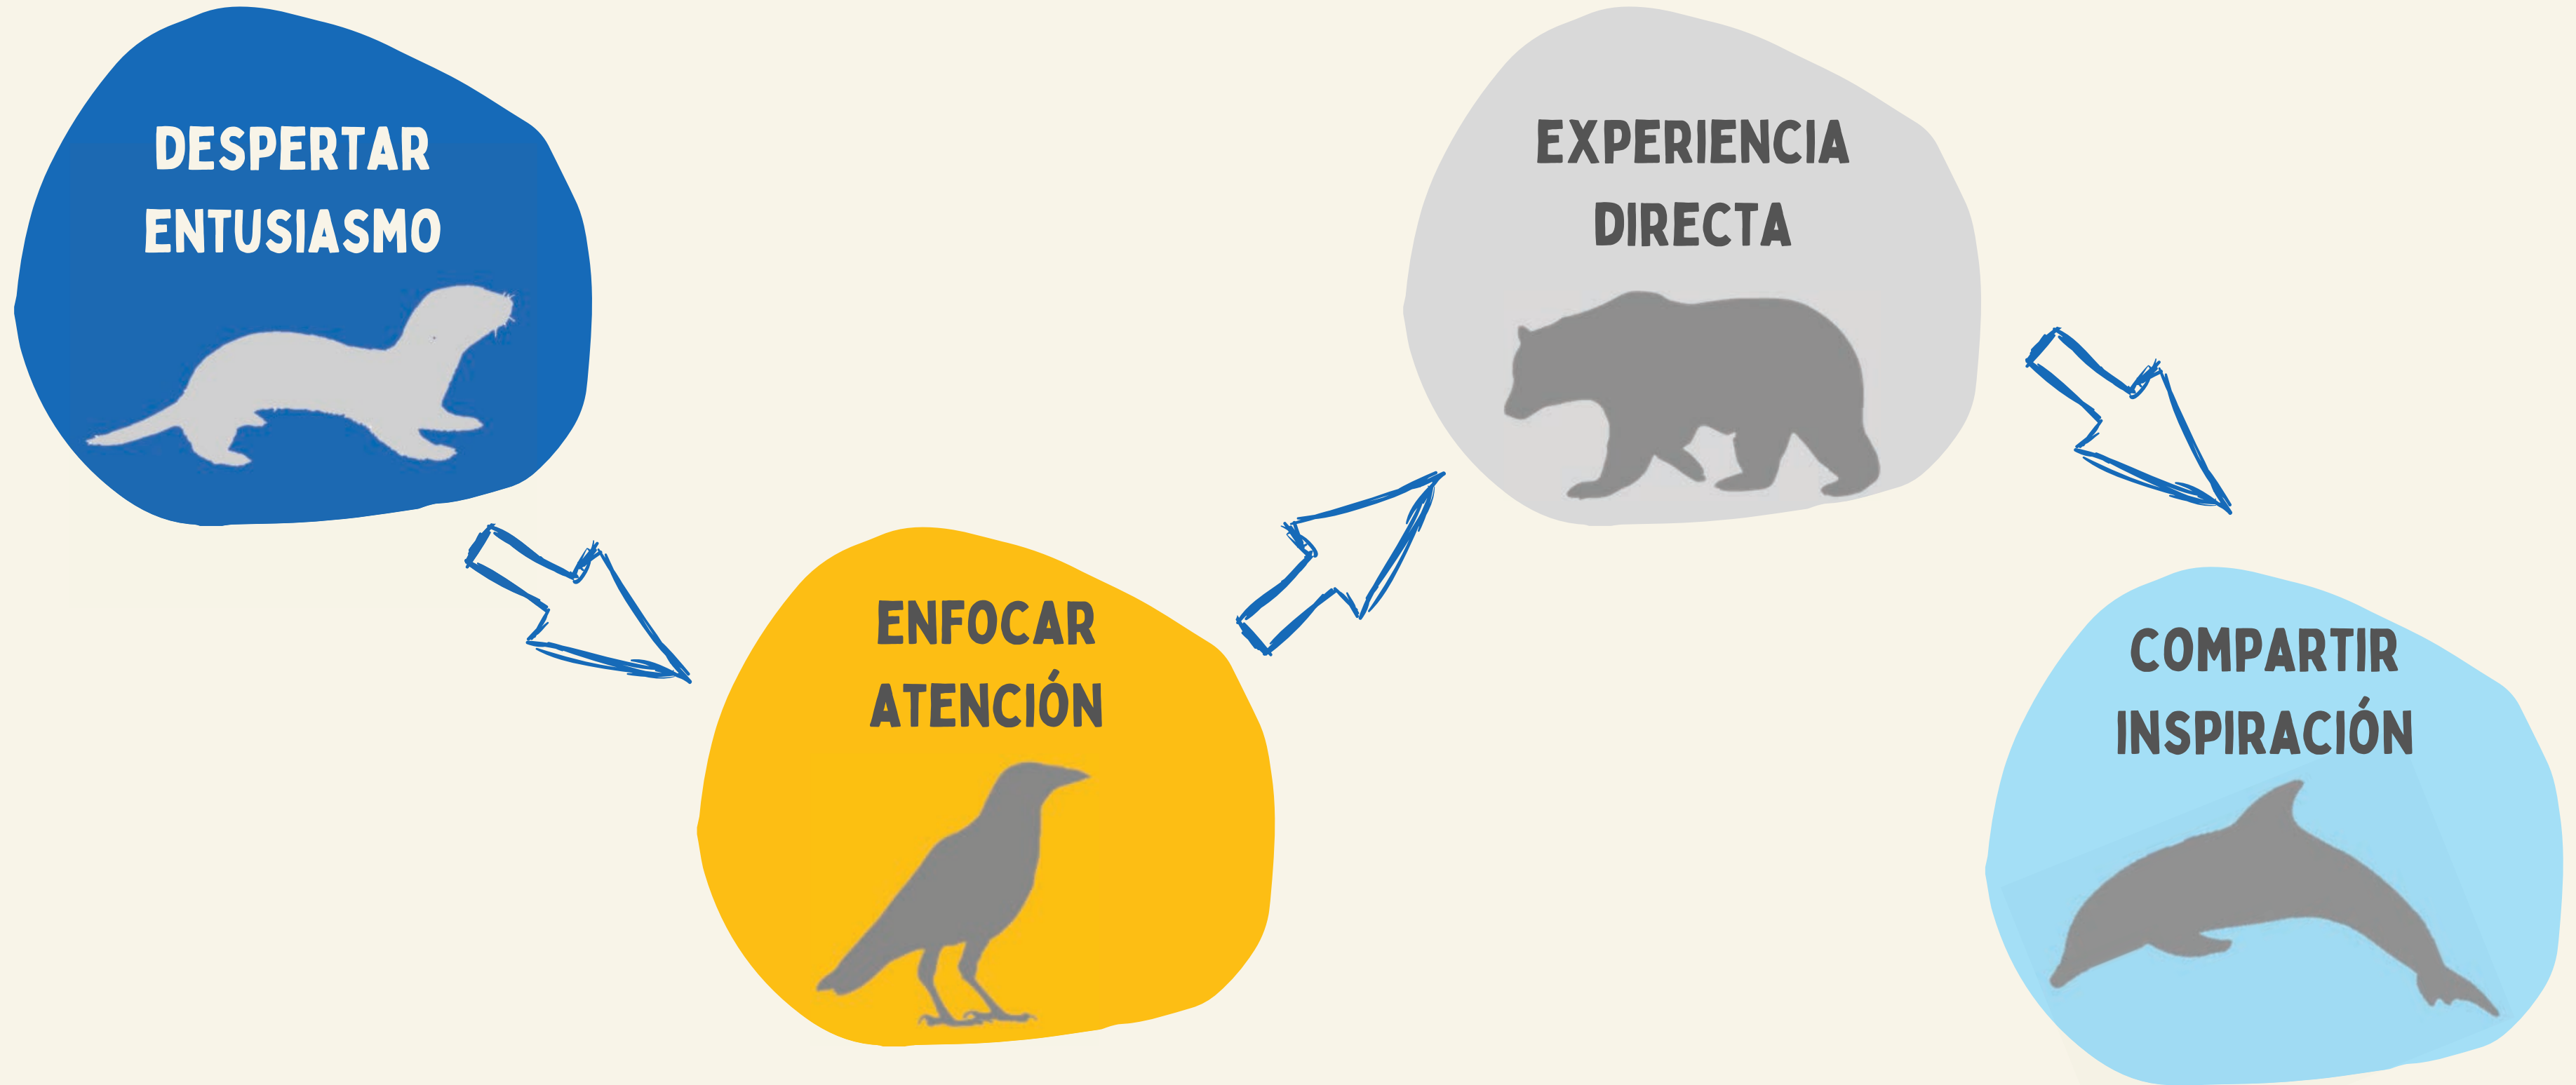 DESPERTAR
ENTUSIASMO
ENFOCAR
ATENCIÓN
EXPERIENCIA
DIRECTA
COMPARTIR
INSPIRACIÓN